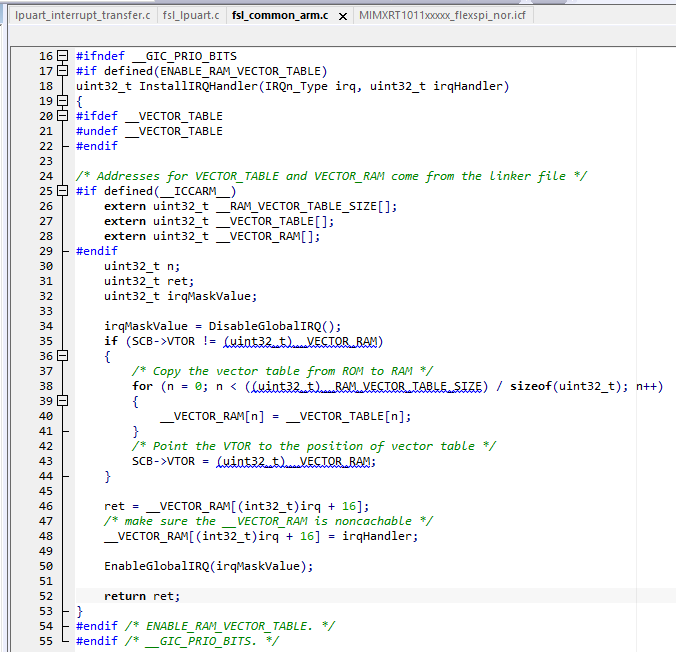 lpuart_interrupt_transfer.c fsl_lpuart.c fsl_common_arm.c x MIMXRT1011xxxxx_flexspi_nor.icf
16 #ifndef __GIC_PRIO_BITS
17 #if defined(ENABLE_RAM_VECTOR_TABLE)
18 uint32_t InstallIRQHandler(IRQn_Type irq, uint32_t irqHandler)
19 {
20 #ifdef __VECTOR_TABLE
21 #undef __VECTOR_TABLE
22 #endif
23
24 /* Addresses for VECTOR_TABLE and VECTOR_RAM come from the linker file */
25 #if defined(__ICCARM__)
26 extern uint32_t __RAM_VECTOR_TABLE_SIZE[];
27 extern uint32_t __VECTOR_TABLE[];
28 extern uint32_t __VECTOR_RAM[];
29 #endif
30 uint32_t n;
31 uint32_t ret;
32 uint32_t irqMaskValue;
33
34 irqMaskValue = DisableGlobalIRQ();
35 if (SCB->VTOR != (uint32_t)__VECTOR_RAM)
36 {
37 /* Copy the vector table from ROM to RAM */
38 for (n = 0; n < ((uint32_t)__RAM_VECTOR_TABLE_SIZE) / sizeof(uint32_t); n++)
39 {
40 __VECTOR_RAM[n] = __VECTOR_TABLE[n];
41 }
42 /* Point the VTOR to the position of vector table */
43 SCB->VTOR = (uint32_t)__VECTOR_RAM;
44 }
45
46 ret = __VECTOR_RAM[(int32_t)irq + 16];
47 /* make sure the __VECTOR_RAM is noncachable */
48 __VECTOR_RAM[(int32_t)irq + 16] = irqHandler;
49
50 EnableGlobalIRQ(irqMaskValue);
51
52 return ret;
53 }
54 #endif /* ENABLE_RAM_VECTOR_TABLE. */
55 #endif /* __GIC_PRIO_BITS. */